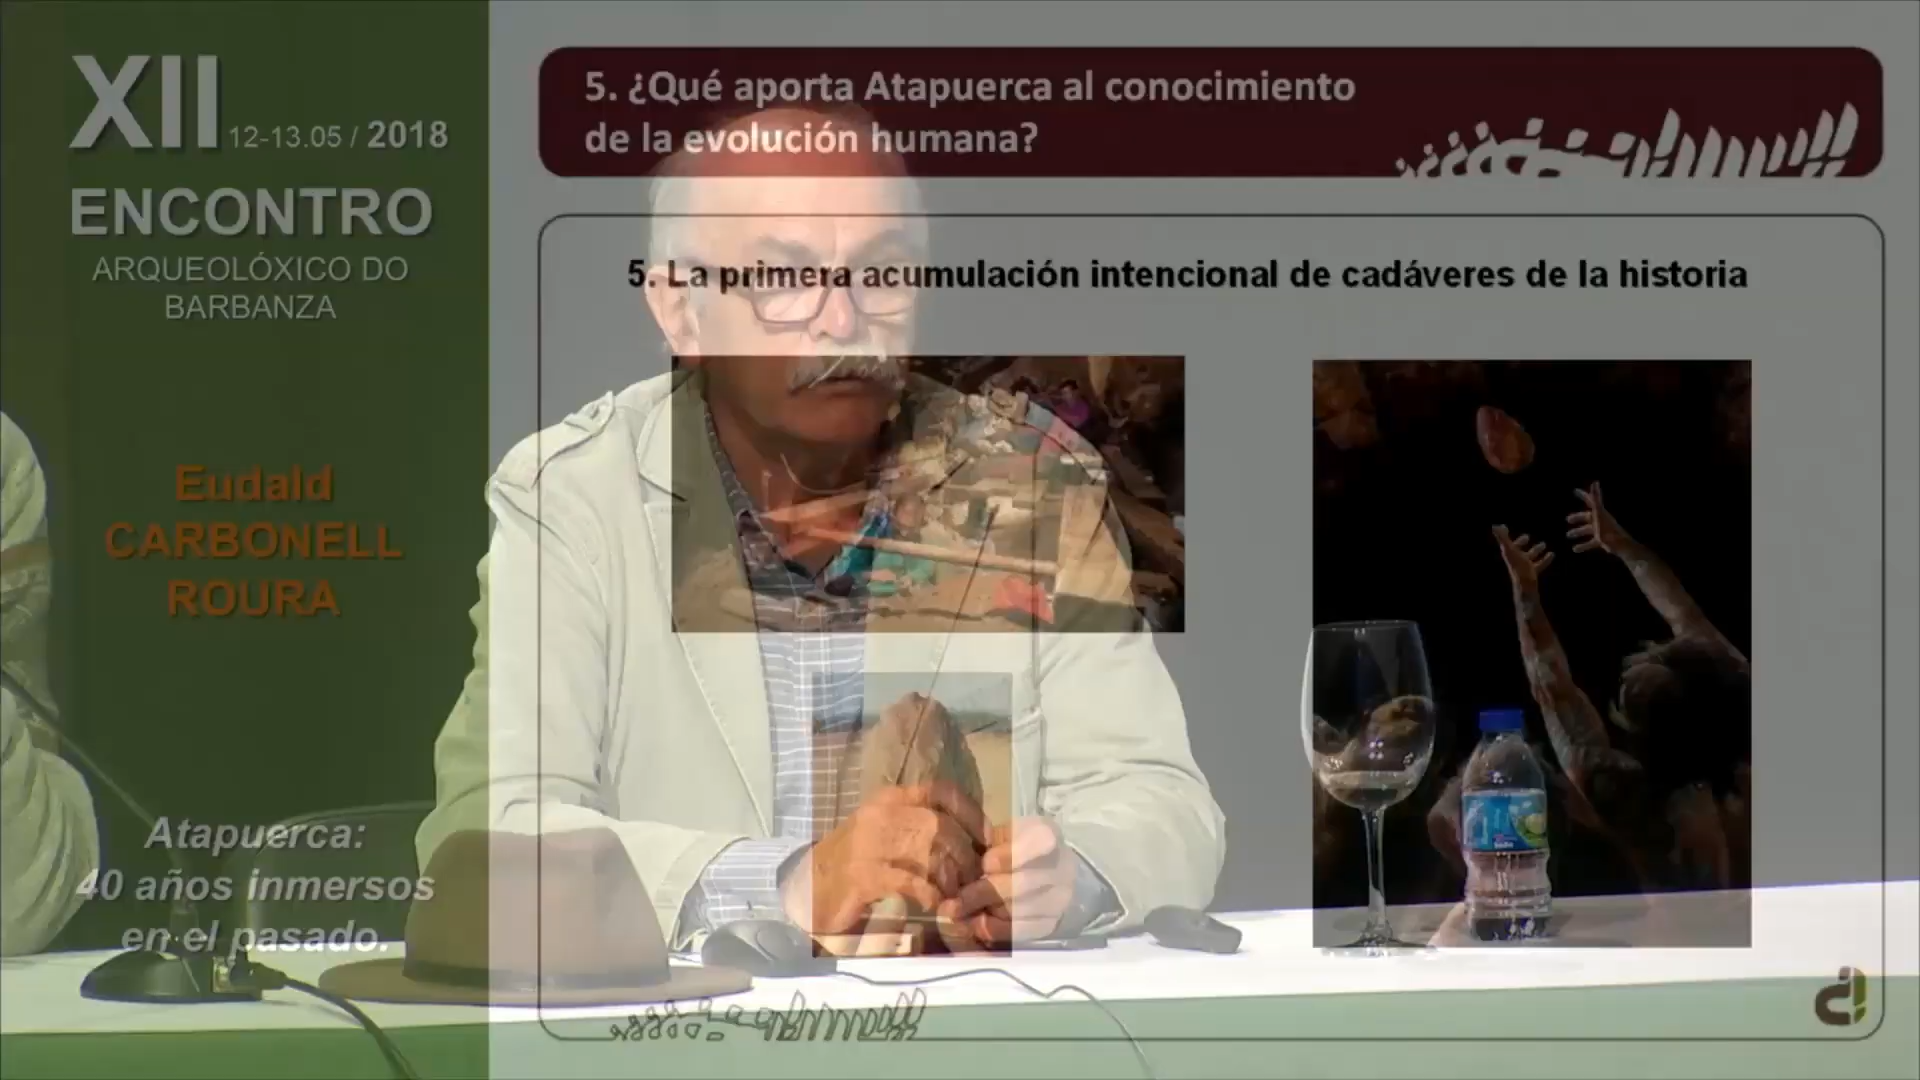 XII 12-13.05 / 2018
ENCONTRO
ARQUEOLÓXICO DO
BARBANZA
Eudald
CARBONELL
ROURA
Atapuerca:
40 años inmersos
en el pasado.
5. ¿Qué aporta Atapuerca al conocimiento
de la evolución humana?
5. La primera acumulación intencional de cadáveres de la historia